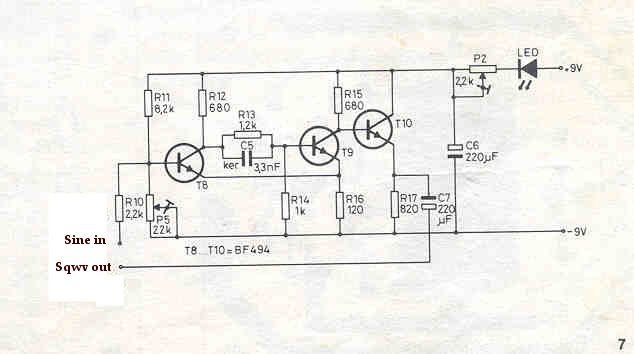 LED
P2
2,2k
+9V
R11
8,2k
R12
680
R13
1,2k
C5
ker
3,3nF
R15
680
T10
T9
T8
C6
220µF
R10
2,2k
P5
22k
R14
1k
R16
120
R17
820
C7
220
µF
-9V
Sine in
Sqwv out
T8...T10=BF494
7